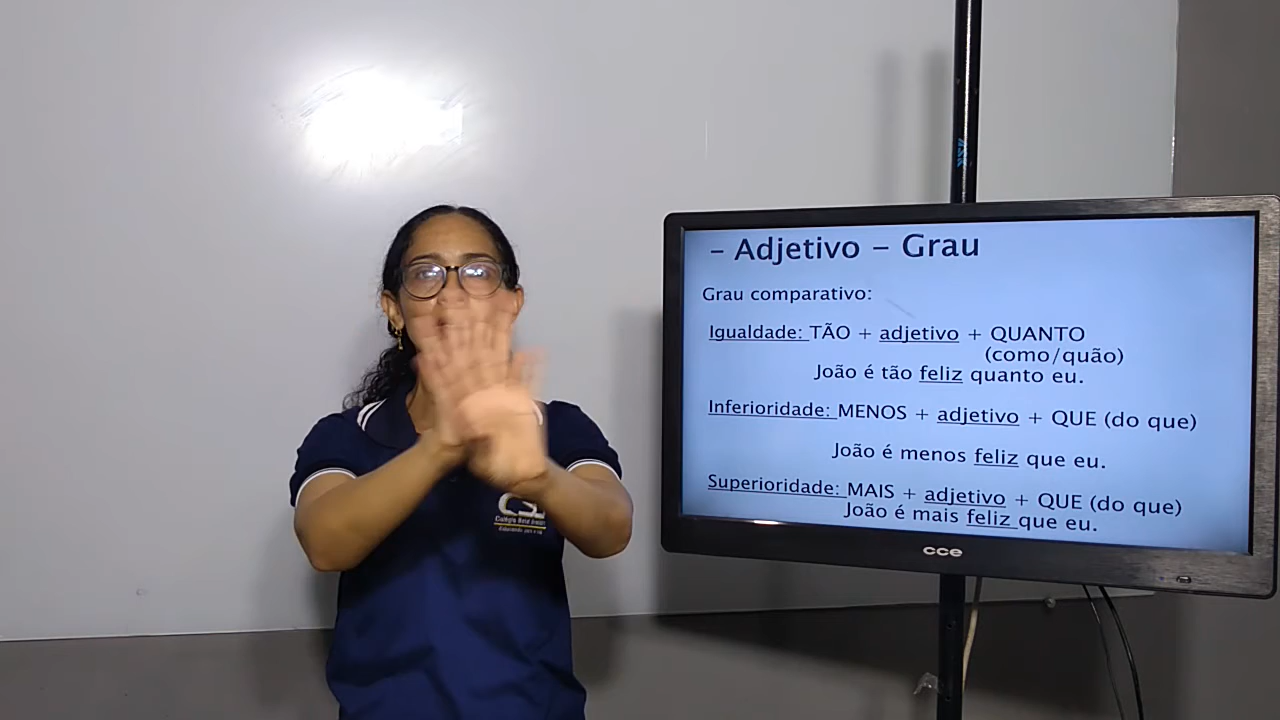 – Adjetivo – Grau
Grau comparativo:
Igualdade: TÃO + adjetivo + QUANTO
(como/quão)
João é tão feliz quanto eu.
Inferioridade: MENOS + adjetivo + QUE (do que)
João é menos feliz que eu.
Superioridade: MAIS + adjetivo + QUE (do que)
João é mais feliz que eu.
cce